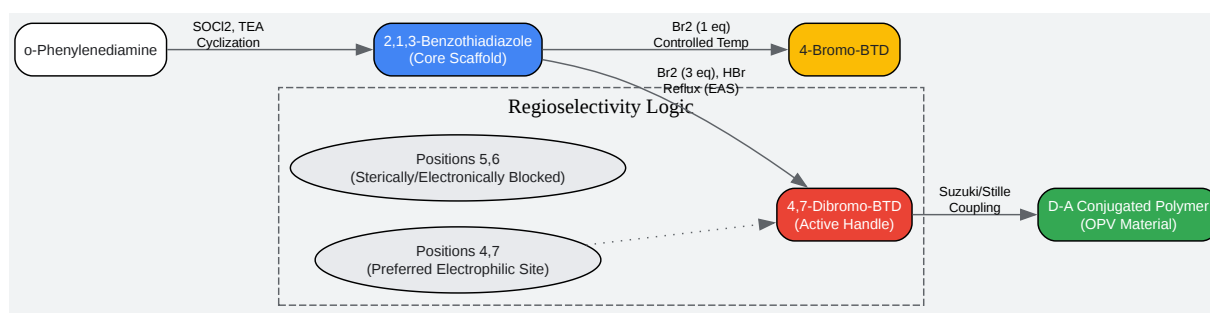 o-Phenylenediamine
SOCl2, TEA
Cyclization
2,1,3-Benzothiadiazole
(Core Scaffold)
Br2 (1 eq)
Controlled Temp
4-Bromo-BTD
Br2 (3 eq), HBr
Reflux (EAS)
Regioselectivity Logic
Positions 5,6
(Sterically/Electronically Blocked)
Positions 4,7
(Preferred Electrophilic Site)
4,7-Dibromo-BTD
(Active Handle)
Suzuki/Stille
Coupling
D-A Conjugated Polymer
(OPV Material)